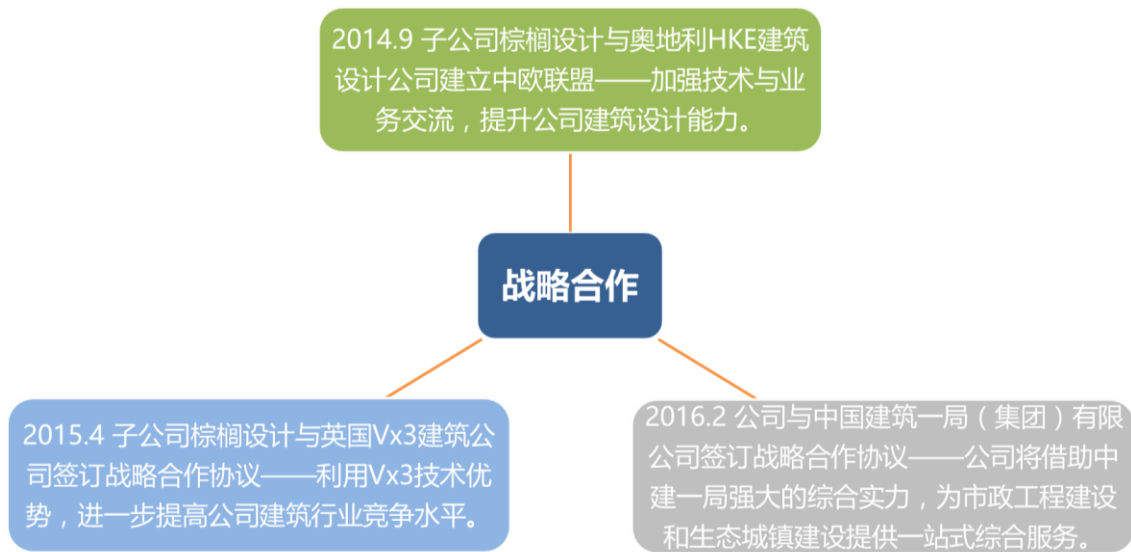 2014.9 子公司棕榈设计与奥地利HKE建筑
设计公司建立中欧联盟——加强技术与业
务交流，提升公司建筑设计能力。
战略合作
2015.4 子公司棕榈设计与英国Vx3建筑公
司签订战略合作协议——利用Vx3技术优
势，进一步提高公司建筑行业竞争水平。
2016.2 公司与中国建筑一局（集团）有限
公司签订战略合作协议——公司将借助中
建一局强大的综合实力，为市政工程建设
和生态城镇建设提供一站式综合服务。